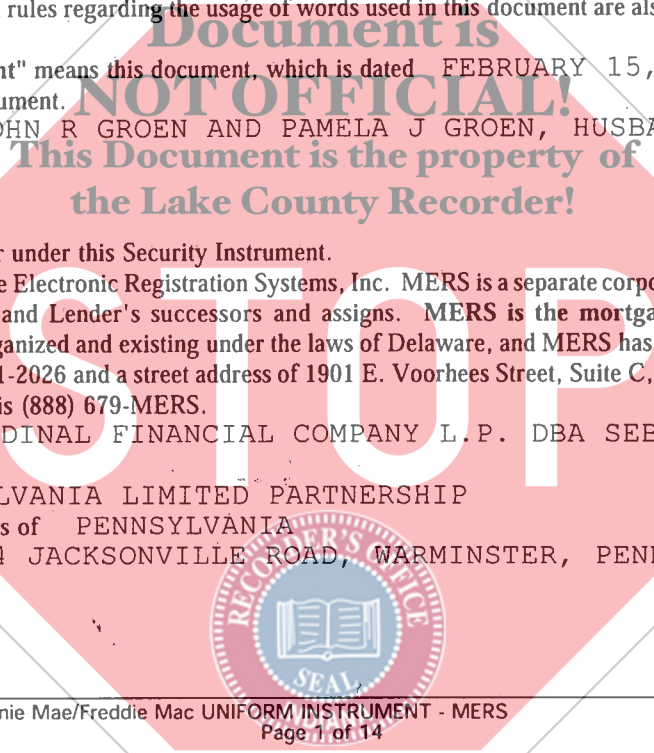 rules regarding the usage of words used in this document are als
Document is
nt" means this document, which is dated FEBRUARY 15,
ument.
NOT OFFICIAL!
OHN R GROEN AND PAMELA J GROEN, HUSBA
This Document is the property of
the Lake County Recorder!
r under this Security Instrument.
e Electronic Registration Systems, Inc. MERS is a separate corpo
and Lender's successors and assigns. MERS is the mortga
ganized and existing under the laws of Delaware, and MERS has
1-2026 and a street address of 1901 E. Voorhees Street, Suite C,
is (888) 679-MERS.
STOP
DINAL FINANCIAL COMPANY L.P. DBA SEB
LVANIA LIMITED PARTNERSHIP
s of PENNSYLVANIA
4 JACKSONVILLE ROAD, WARMINSTER, PENN
RECORDER'S OFFICE
SEAL
nie Mae/Freddie Mac UNIFORM INSTRUMENT - MERS
Page 1 of 14